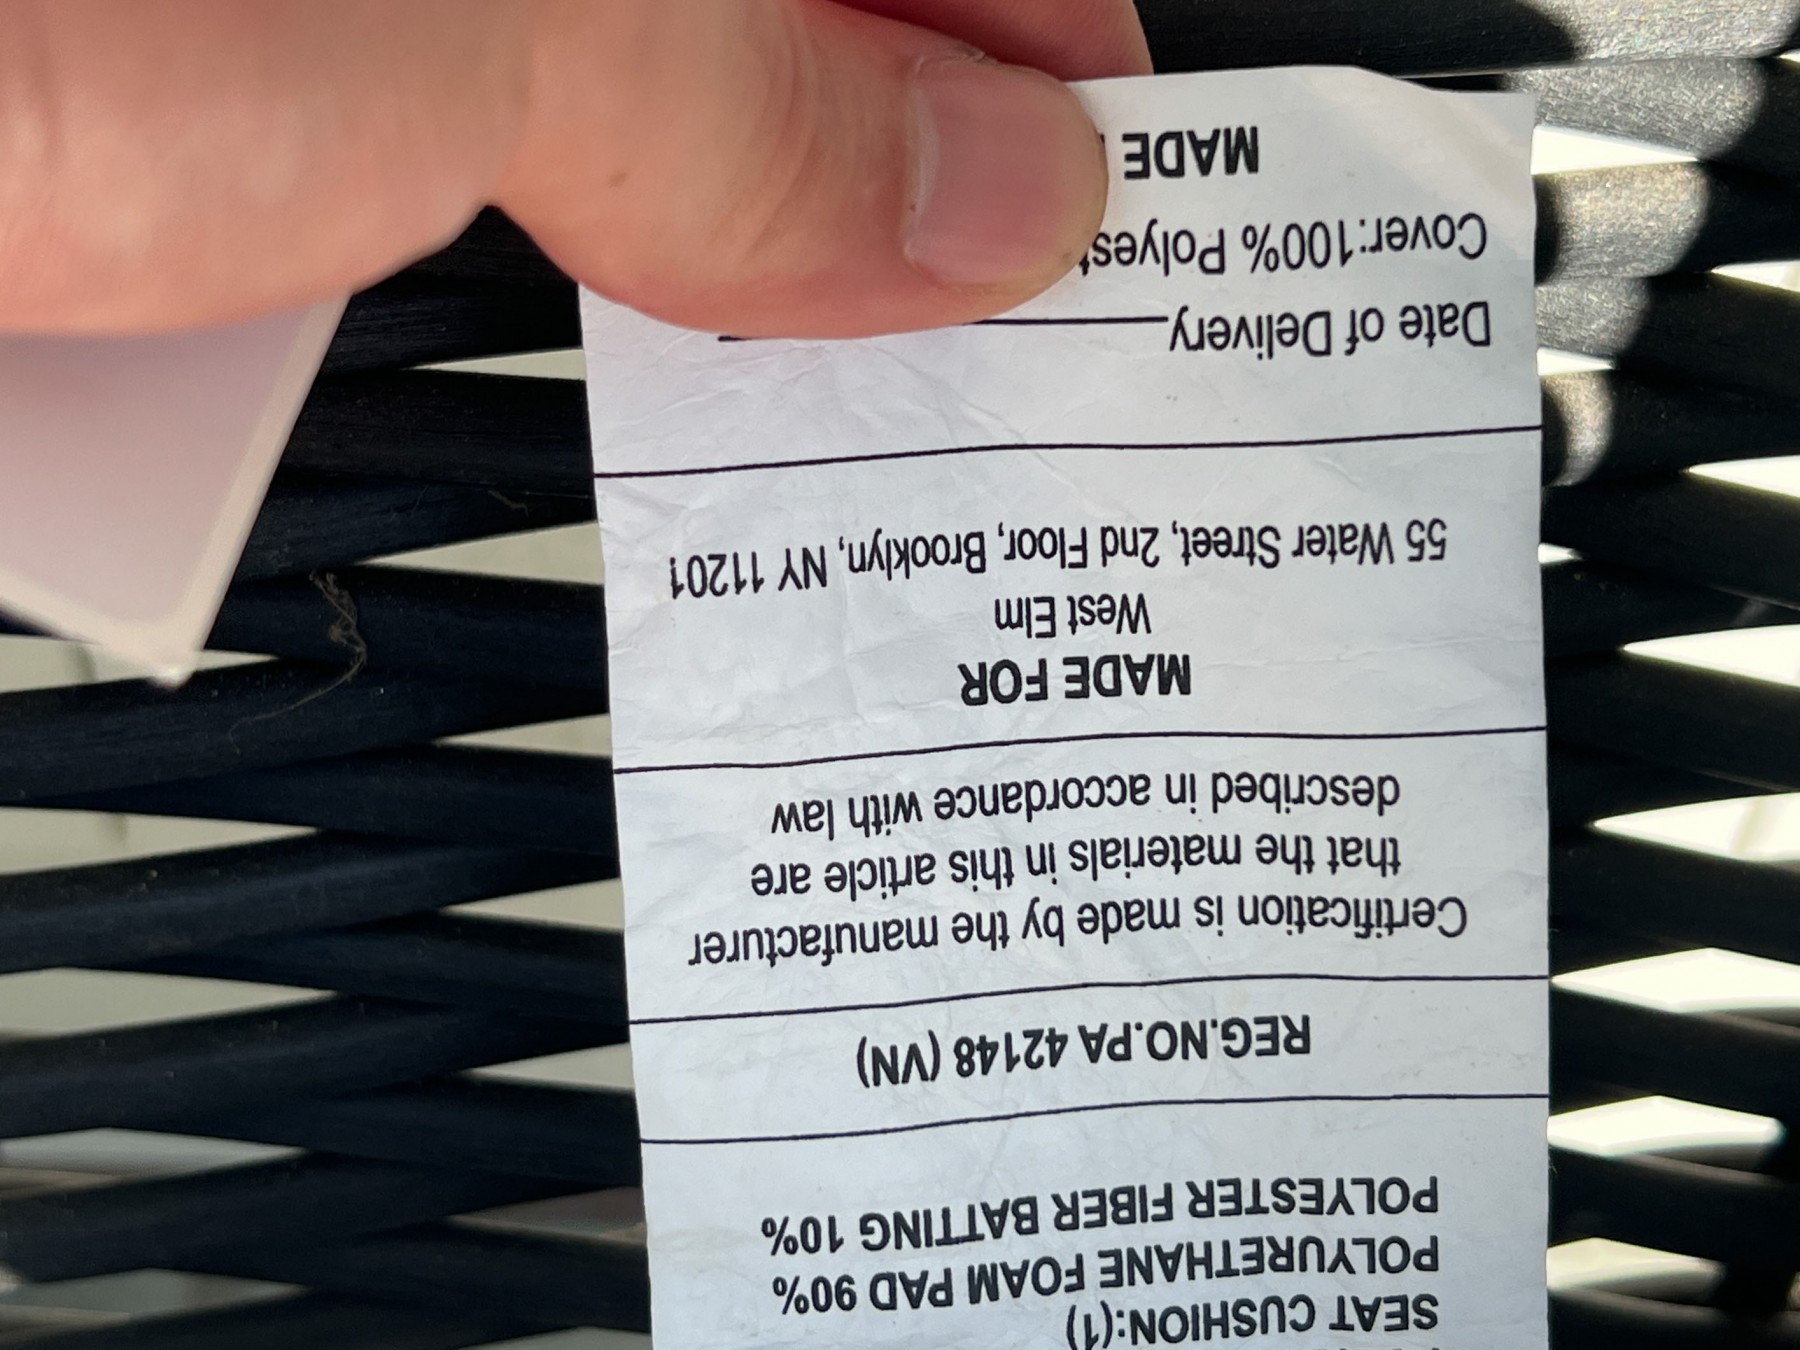 SEAT CUSHION:(1)
POLYURETHANE FOAM PAD 90%
POLYESTER FIBER BATTING 10%
REG.NO.PA 42148 (VN)
Certification is made by the manufacturer
that the materials in this article are
described in accordance with law
MADE FOR
West Elm
55 Water Street, 2nd Floor, Brooklyn, NY 11201
Date of Delivery
Cover:100% Polyest
MADE